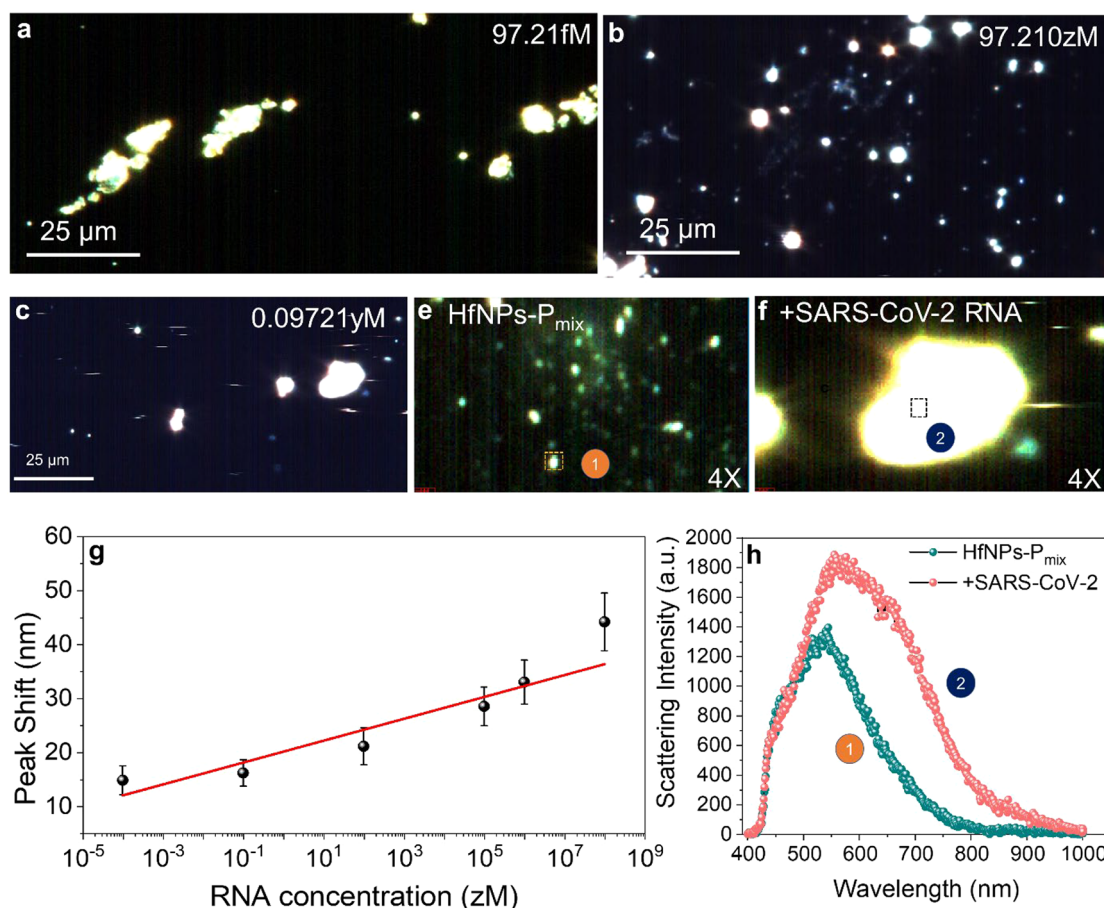 a
97.21fM
25 µm
b
97.210zM
25 µm
c
0.09721yM
25 µm
e
HfNPs-Pmix
1
4X
f
+SARS-CoV-2 RNA
2
4X
g
Peak Shift (nm)
60
50
40
30
20
10
10⁻⁵ 10⁻³ 10⁻¹ 10¹ 10³ 10⁵ 10⁷ 10⁹
RNA concentration (zM)
h
HfNPs-Pmix
+SARS-CoV-2
Scattering Intensity (a.u.)
2000
1800
1600
1400
1200
1000
800
600
400
200
0
1
2
400 500 600 700 800 900 1000
Wavelength (nm)